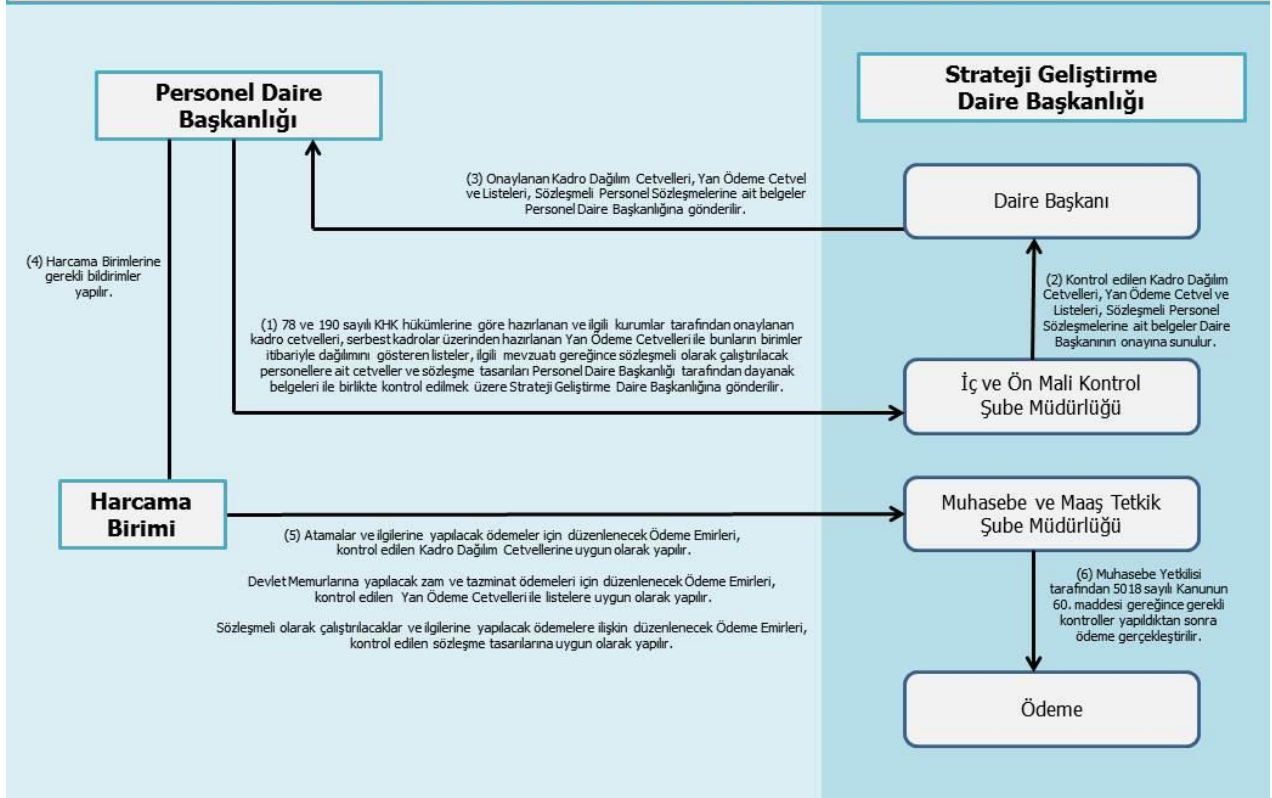 Personel Daire
Başkanlığı
Strateji Geliştirme
Daire Başkanlığı
(3) Onaylanan Kadro Dağılım Cetvelleri, Yan Ödeme Cetvel
ve Listeleri, Sözleşmeli Personel Sözleşmelerine ait belgeler
Personel Daire Başkanlığına gönderilir.
Daire Başkanı
(4) Harcama Birimlerine
gerekli bildirimler
yapılır.
(2) Kontrol edilen Kadro Dağılım
Cetvelleri, Yan Ödeme Cetvel ve
Listeleri, Sözleşmeli Personel
Sözleşmelerine ait belgeler Daire
Başkanının onayına sunulur.
(1) 78 ve 190 sayılı KHK hükümlerine göre hazırlanan ve ilgili kurumlar tarafından onaylanan
kadro cetvelleri, serbest kadrolar üzerinden hazırlanan Yan Ödeme Cetvelleri ile bunların birimler
itibariyle dağılımını gösteren listeler, ilgili mevzuatı gereğince sözleşmeli olarak çalıştırılacak
personellere ait cetveller ve sözleşme tasarıları Personel Daire Başkanlığı tarafından dayanak
belgeleri ile birlikte kontrol edilmek üzere Strateji Geliştirme Daire Başkanlığına gönderilir.
İç ve Ön Mali Kontrol
Şube Müdürlüğü
Harcama
Birimi
Muhasebe ve Maaş Tetkik
Şube Müdürlüğü
(5) Atamalar ve ilgilerine yapılacak ödemeler için düzenlenecek Ödeme Emirleri,
kontrol edilen Kadro Dağılım Cetvellerine uygun olarak yapılır.
Devlet Memurlarına yapılacak zam ve tazminat ödemeleri için düzenlenecek Ödeme Emirleri,
kontrol edilen Yan Ödeme Cetvelleri ile listelere uygun olarak yapılır.
Sözleşmeli olarak çalıştırılacaklar ve ilgilerine yapılacak ödemelere ilişkin düzenlenecek Ödeme Emirleri,
kontrol edilen sözleşme tasarılarına uygun olarak yapılır.
(6) Muhasebe Yetkilisi
tarafından 5018 sayılı Kanunun
60. maddesi gereğince gerekli
kontroller yapıldıktan sonra
ödeme gerçekleştirilir.
Ödeme